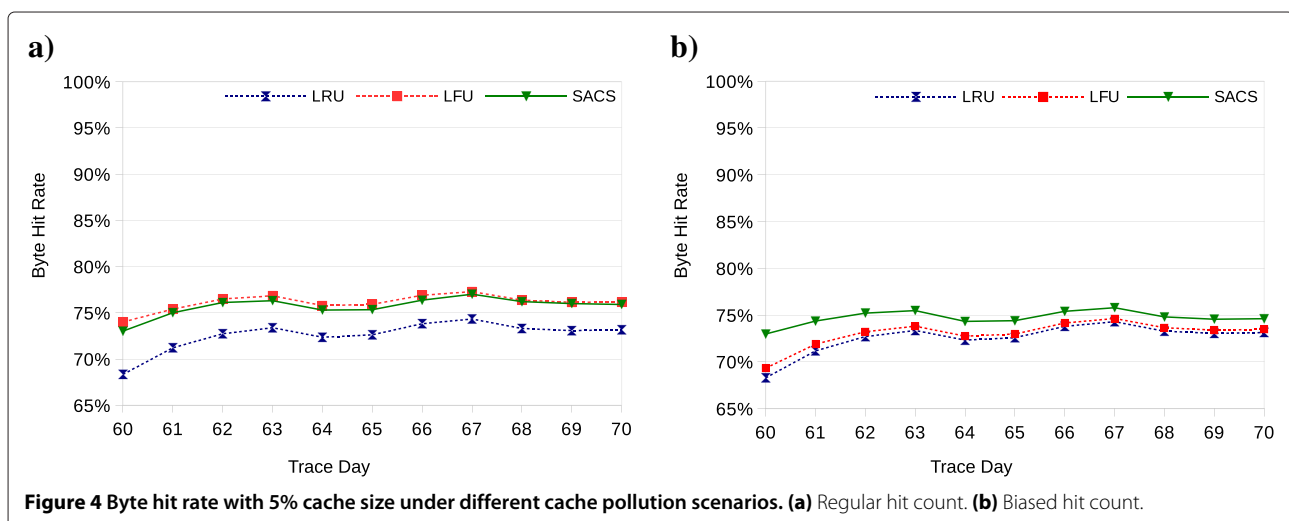 a)
100%
95%
90%
85%
80%
75%
70%
65%
Byte Hit Rate
LRU LFU SACS
60 61 62 63 64 65 66 67 68 69 70
Trace Day
b)
100%
95%
90%
85%
80%
75%
70%
65%
Byte Hit Rate
LRU LFU SACS
60 61 62 63 64 65 66 67 68 69 70
Trace Day
Figure 4 Byte hit rate with 5% cache size under different cache pollution scenarios. (a) Regular hit count. (b) Biased hit count.